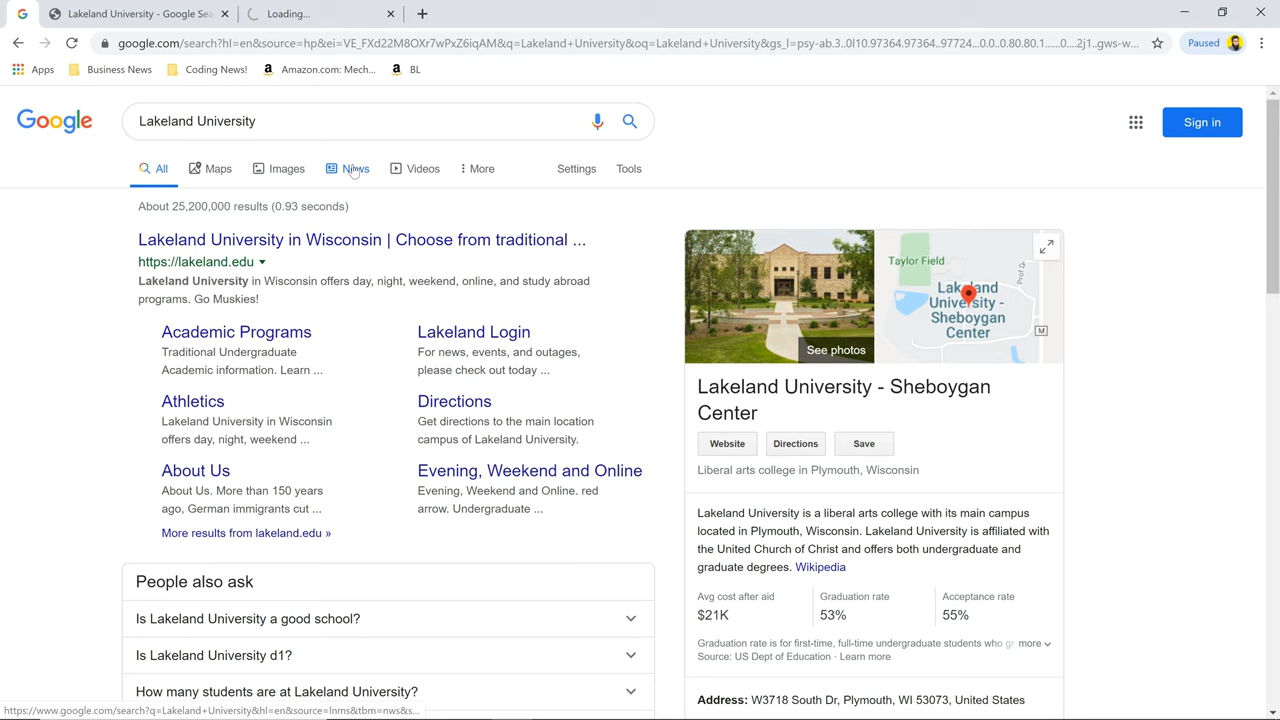 Lakeland University - Google Sea
Loading...
google.com/search?hl=en&source=hp&ei=VE_FXd22M8OXr7wPxZ6iqAM&q=Lakeland+University&oq=Lakeland+University&gs_l=psy-ab.3..0l10.97364.97364..97724...0.0..0.80.80.1......0....2j1..gws-w...
Paused
Apps
Business News
Coding News!
Amazon.com: Mech...
BL
Google
Lakeland University
Sign in
All
Maps
Images
News
Videos
More
Settings
Tools
About 25,200,000 results (0.93 seconds)
Lakeland University in Wisconsin | Choose from traditional ...
https://lakeland.edu
Lakeland University in Wisconsin offers day, night, weekend, online, and study abroad
programs. Go Muskies!
Academic Programs
Traditional Undergraduate
Academic information. Learn ...
Lakeland Login
For news, events, and outages,
please check out today ...
Athletics
Lakeland University in Wisconsin
offers day, night, weekend ...
Directions
Get directions to the main location
campus of Lakeland University.
About Us
About Us. More than 150 years
ago, German immigrants cut ...
Evening, Weekend and Online
Evening, Weekend and Online. red
arrow. Undergraduate ...
More results from lakeland.edu »
People also ask
Is Lakeland University a good school?
Is Lakeland University d1?
How many students are at Lakeland University?
See photos
Taylor Field
Lakeland
University -
Sheboygan
Center
M
Lakeland University - Sheboygan
Center
Website
Directions
Save
Liberal arts college in Plymouth, Wisconsin
Lakeland University is a liberal arts college with its main campus
located in Plymouth, Wisconsin. Lakeland University is affiliated with
the United Church of Christ and offers both undergraduate and
graduate degrees. Wikipedia
Avg cost after aid
$21K
Graduation rate
53%
Acceptance rate
55%
Graduation rate is for first-time, full-time undergraduate students who gr more
Source: US Dept of Education · Learn more
Address: W3718 South Dr, Plymouth, WI 53073, United States
https://www.google.com/search?q=Lakeland+University&hl=en&source=lnms&tbm=nws&s...